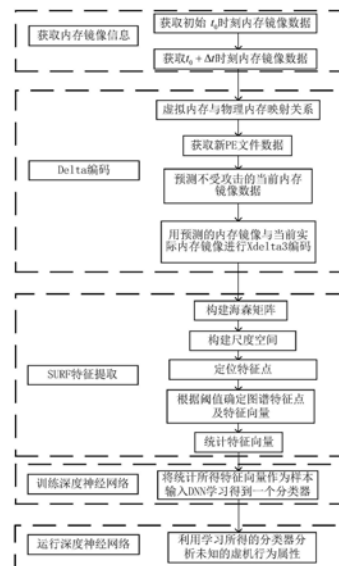 获取内存镜像信息
获取初始 t₀时刻内存镜像数据
获取t₀ + Δt时刻内存镜像数据
Delta编码
虚拟内存与物理内存映射关系
获取新PE文件数据
预测不受攻击的当前内存
镜像数据
用预测的内存镜像与当前实
际内存镜像进行Xdelta3编码
SURF特征提取
构建海森矩阵
构建尺度空间
定位特征点
根据阈值确定图谱特征点
及特征向量
统计特征向量
训练深度神经网络
将统计所得特征向量作为样本
输入DNN学习得到一个分类器
运行深度神经网络
利用学习所得的分类器分
析未知的虚机行为属性